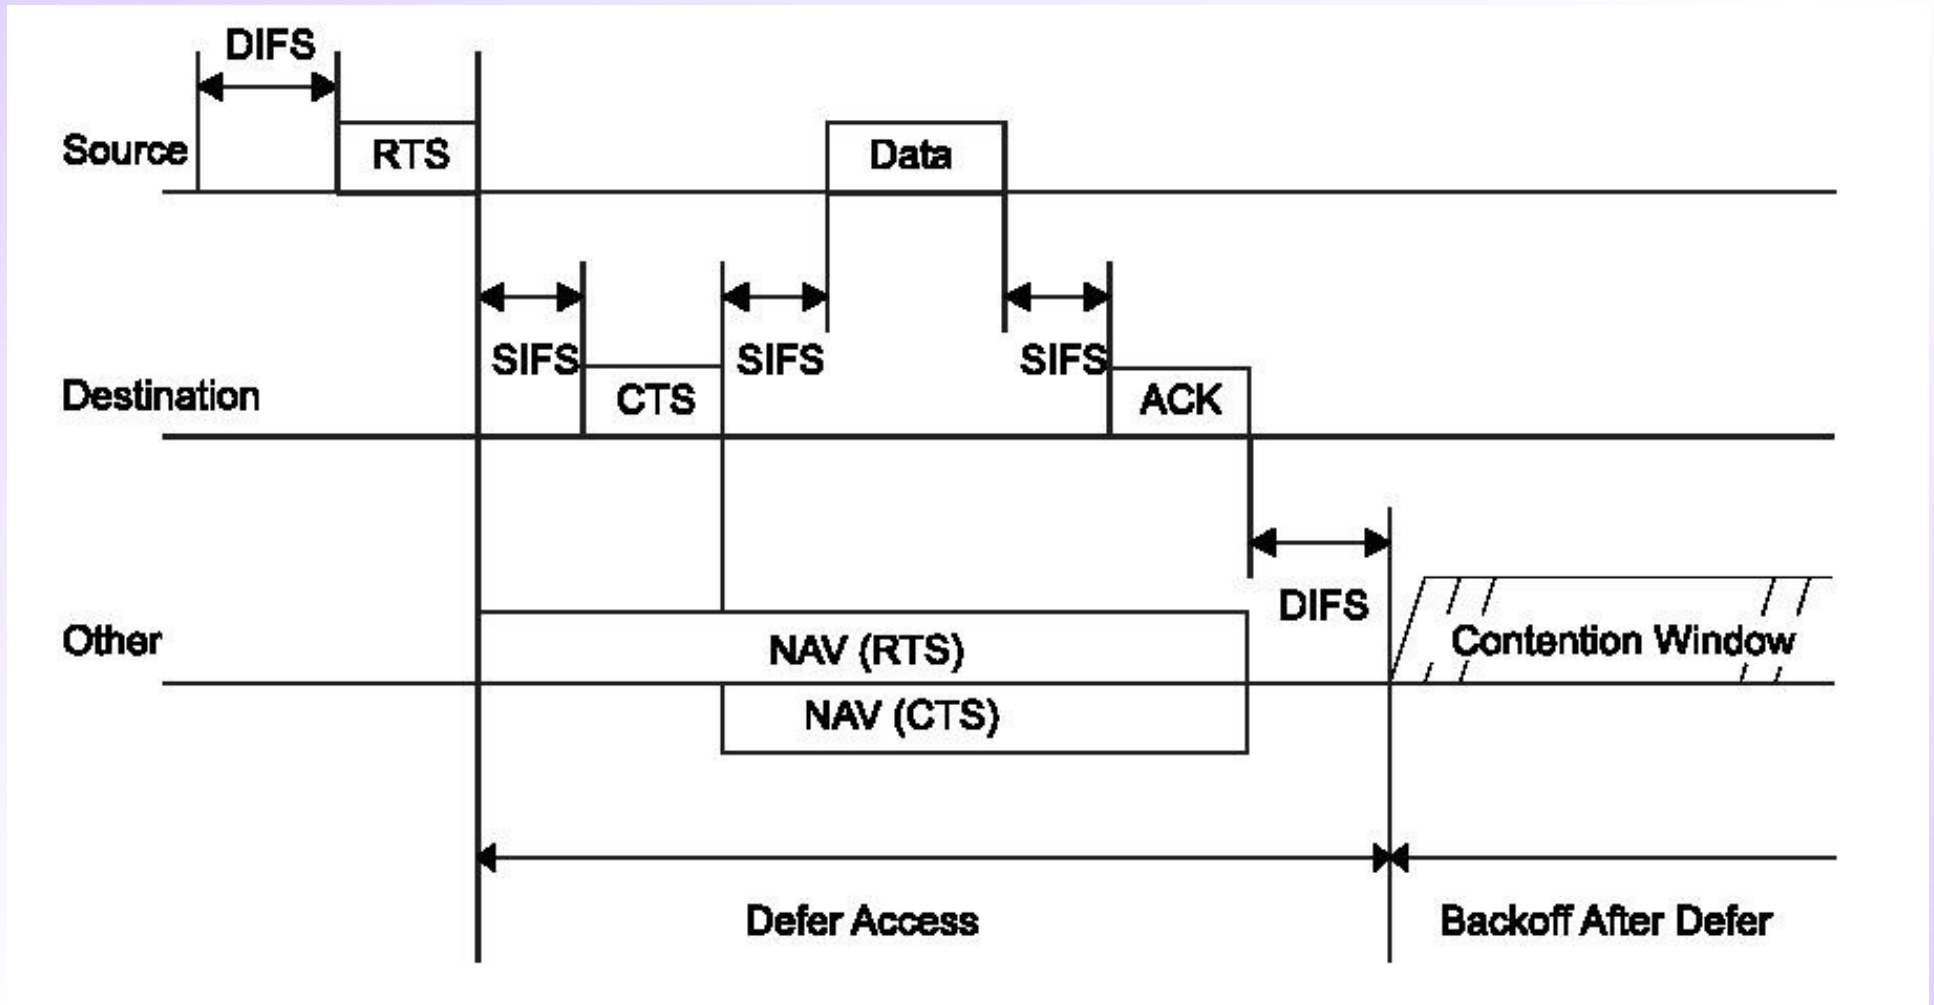 DIFS
Source
RTS
Data
SIFS
SIFS
SIFS
Destination
CTS
ACK
DIFS
Other
NAV (RTS)
Contention Window
NAV (CTS)
Defer Access
Backoff After Defer